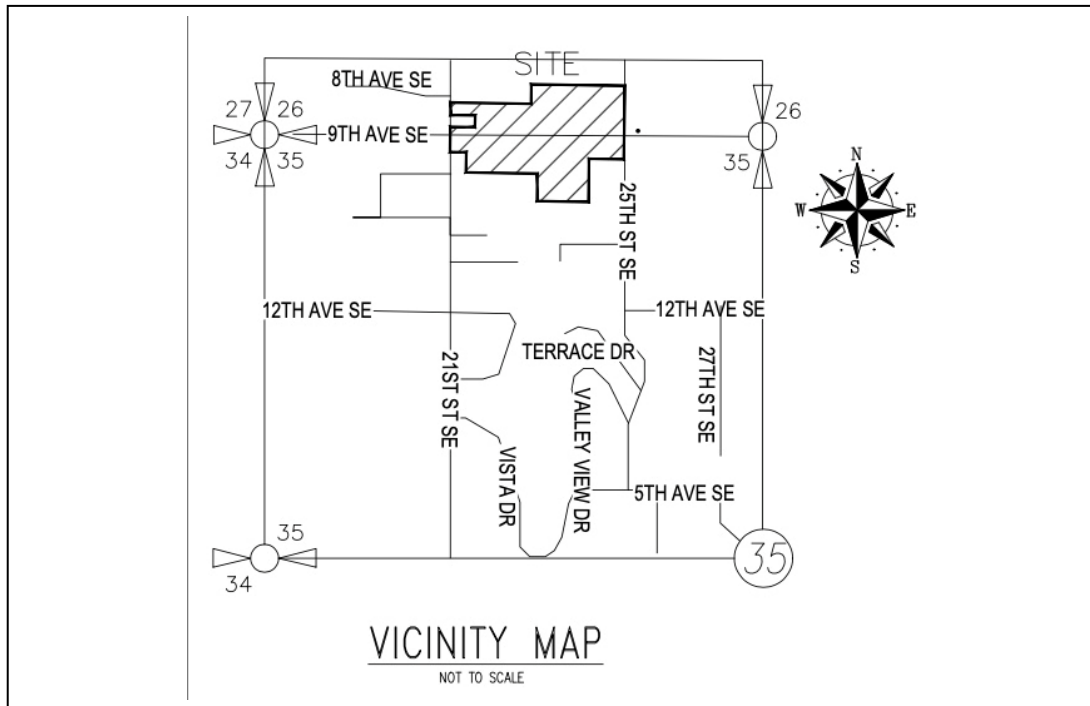 SITE
8TH AVE SE
27 26
26
9TH AVE SE
34 35
35
N
W E
S
25TH ST SE
12TH AVE SE
12TH AVE SE
TERRACE DR
21ST ST SE
27TH ST SE
VALLEY VIEW DR
VISTA DR
5TH AVE SE
35
34
35
VICINITY MAP
NOT TO SCALE